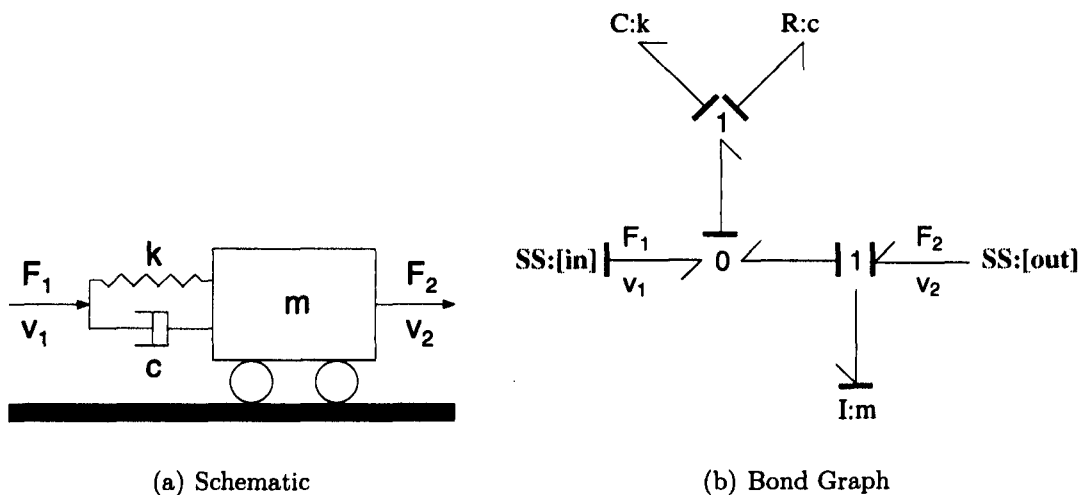 F1
v1
k
c
m
F2
v2
(a) Schematic
C:k
R:c
1
SS:[in]
F1
v1
0
1
F2
v2
SS:[out]
I:m
(b) Bond Graph